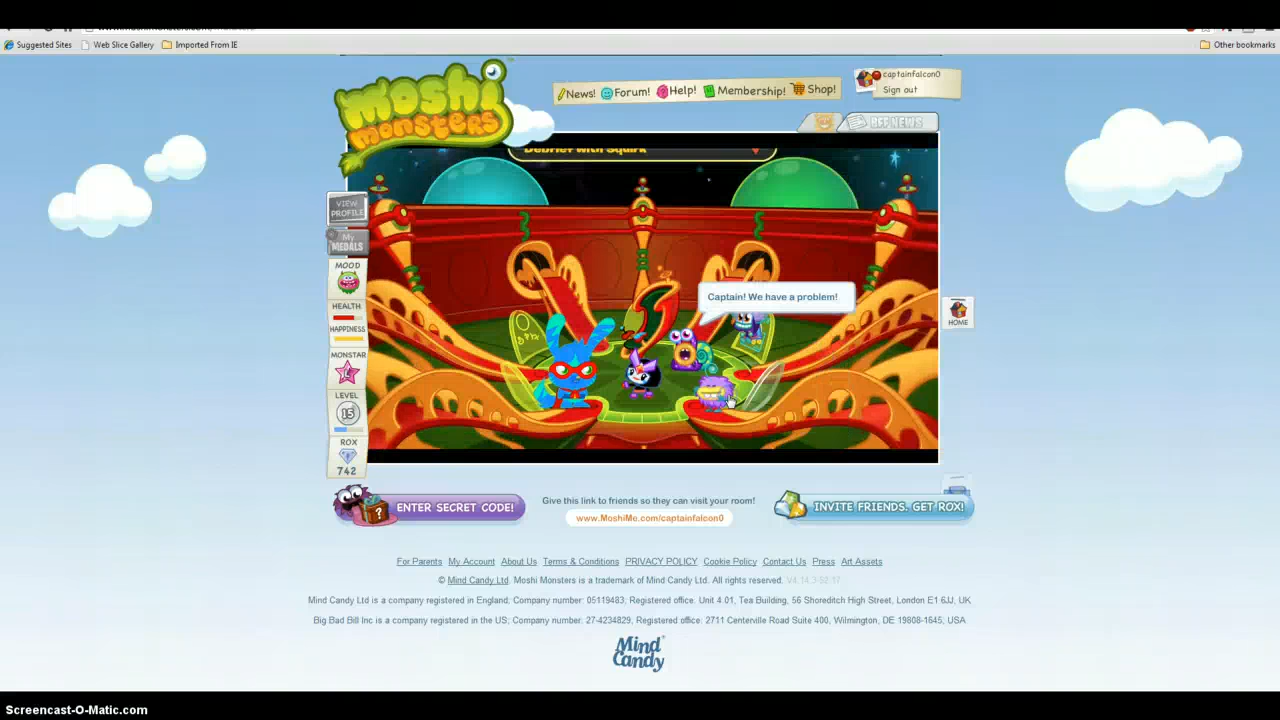 Suggested Sites Web Slice Gallery Imported From IE Other bookmarks
moshi monsters
News! Forum! Help! Membership! Shop!
captainfalcon0
Sign out
BFF NEWS
Debrief with Squirk
VIEW PROFILE
My MEDALS
MOOD
HEALTH
HAPPINESS
MONSTAR
LEVEL
15
ROX
742
Captain! We have a problem!
HOME
ENTER SECRET CODE!
Give this link to friends so they can visit your room!
www.MoshiMe.com/captainfalcon0
INVITE FRIENDS. GET ROX!
For Parents My Account About Us Terms & Conditions PRIVACY POLICY Cookie Policy Contact Us Press Art Assets
© Mind Candy Ltd. Moshi Monsters is a trademark of Mind Candy Ltd. All rights reserved. V4.14.3-52-17
Mind Candy Ltd is a company registered in England. Company number: 05119483; Registered office. Unit 4.01, Tea Building, 56 Shoreditch High Street, London E1 6JJ, UK
Big Bad Bill Inc is a company registered in the US; Company number. 27-4234829, Registered office. 2711 Centerville Road Suite 400, Wilmington, DE 19808-1645, USA
Mind Candy
Screencast-O-Matic.com